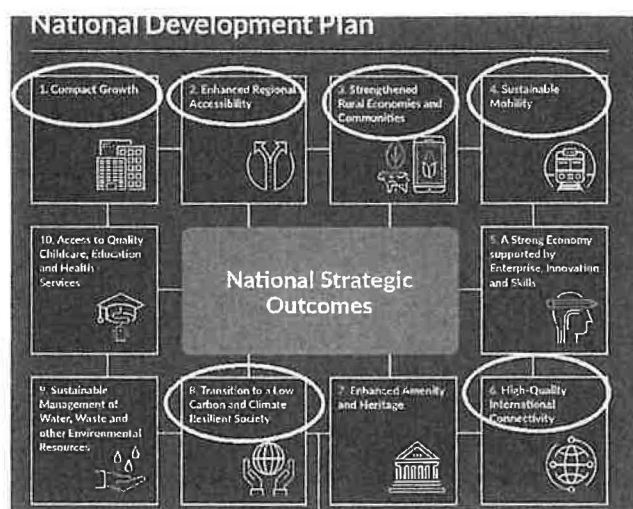 National Development Plan
1. Compact Growth
2. Enhanced Regional
Accessibility
3. Strengthened
Rural Economies and
Communities
4. Sustainable
Mobility
10. Access to Quality
Childcare, Education
and Health
Services
National Strategic
Outcomes
5. A Strong Economy
supported by
Enterprise, Innovation
and Skills
9. Sustainable
Management of
Water, Waste and
other Environmental
Resources
8. Transition to a Low
Carbon and Climate
Resilient Society
7. Enhanced Amenity
and Heritage
6. High-Quality
International
Connectivity